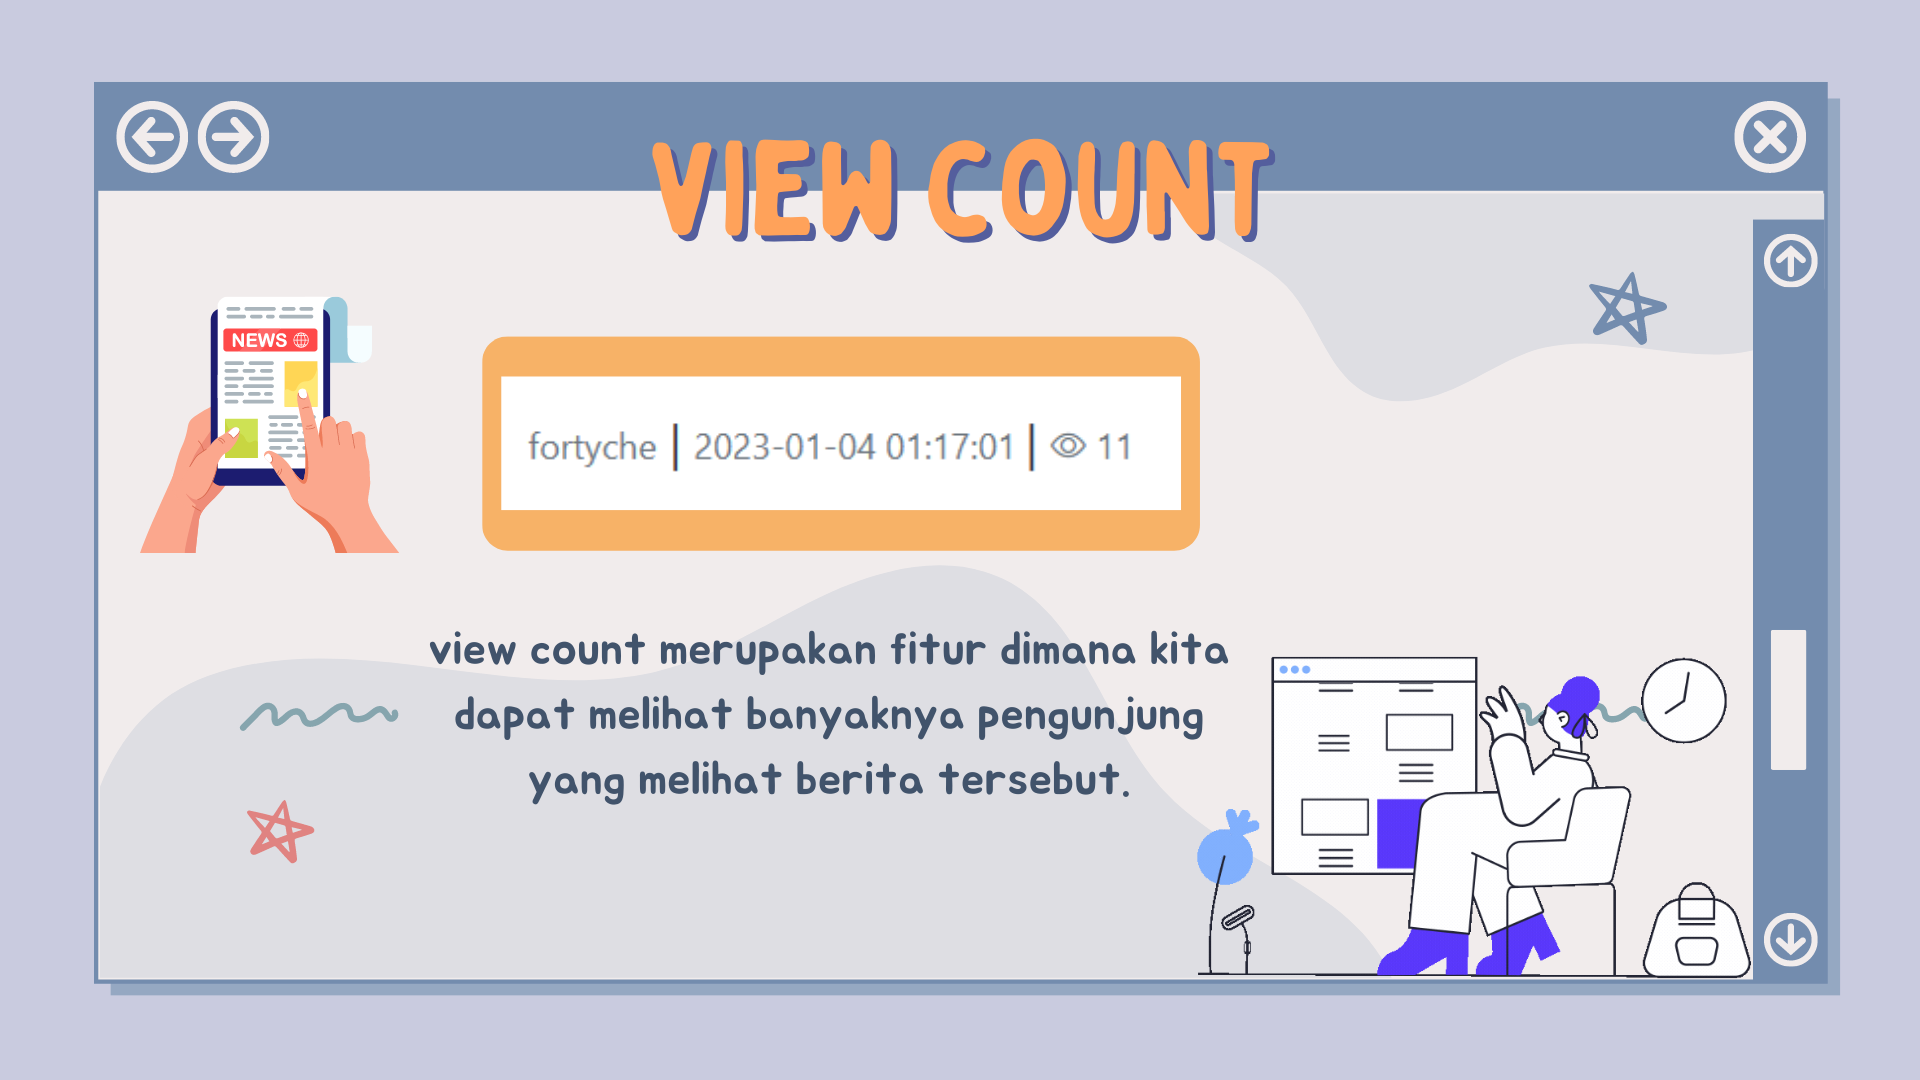 VIEW COUNT
NEWS
fortyche | 2023-01-04 01:17:01 | 11
view count merupakan fitur dimana kita
dapat melihat banyaknya pengunjung
yang melihat berita tersebut.